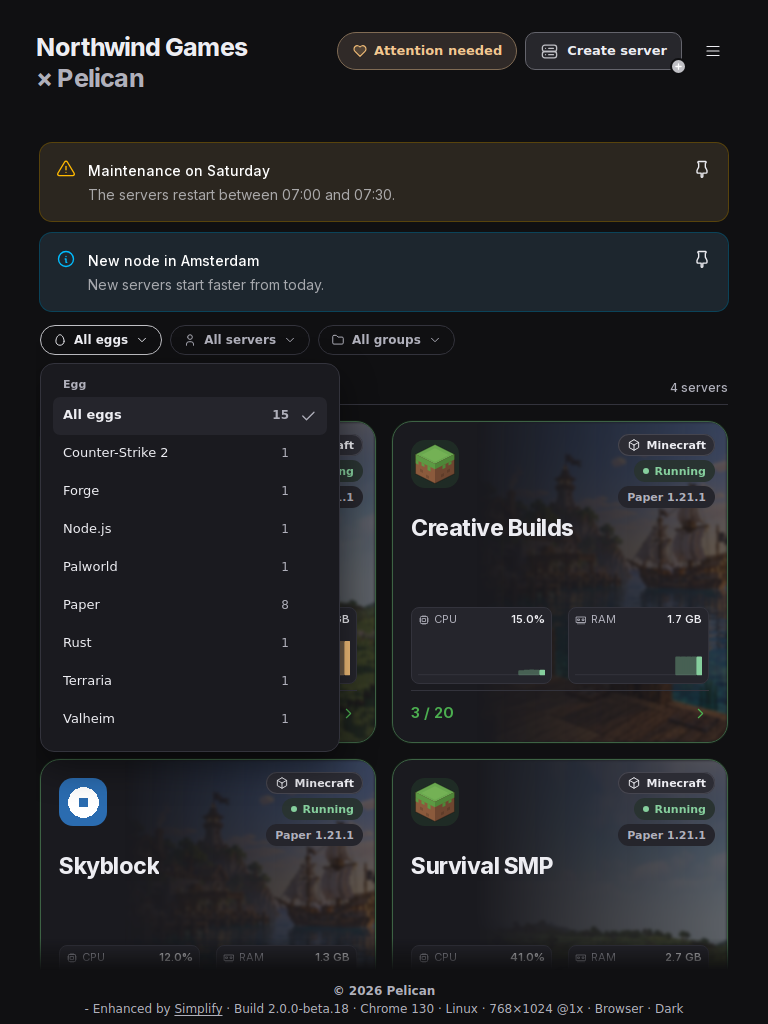 Northwind Games
× Pelican
Attention needed
Create server
Maintenance on Saturday
The servers restart between 07:00 and 07:30.
New node in Amsterdam
New servers start faster from today.
All eggs
All servers
All groups
4 servers
Egg
All eggs 15
Counter-Strike 2 1
Forge 1
Node.js 1
Palworld 1
Paper 8
Rust 1
Terraria 1
Valheim 1
Minecraft
Running
Paper 1.21.1
Creative Builds
CPU 15.0%
RAM 1.7 GB
3 / 20
Minecraft
Running
Paper 1.21.1
Skyblock
CPU 12.0%
RAM 1.3 GB
Minecraft
Running
Paper 1.21.1
Survival SMP
CPU 41.0%
RAM 2.7 GB
© 2026 Pelican
- Enhanced by Simplify · Build 2.0.0-beta.18 · Chrome 130 · Linux · 768×1024 @1x · Browser · Dark